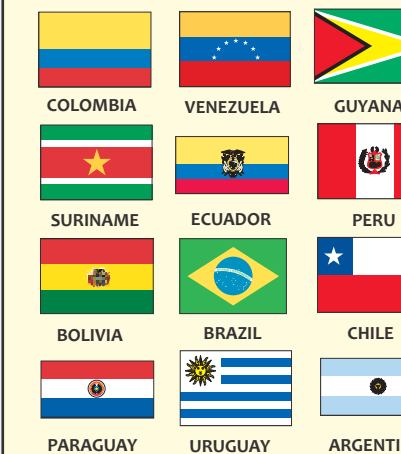 COLOMBIA VENEZUELA GUYANA
SURINAME ECUADOR PERU
BOLIVIA BRAZIL CHILE
PARAGUAY URUGUAY ARGENTI